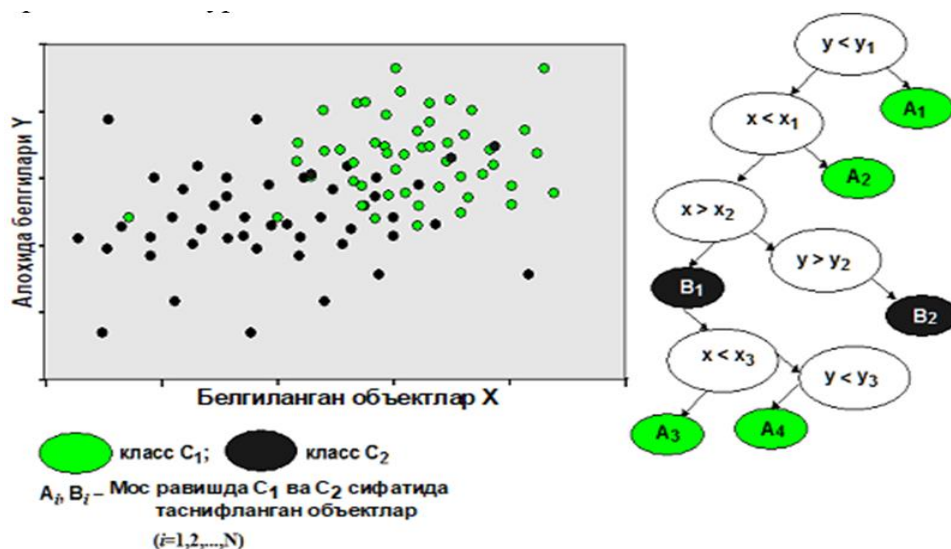 Алохида белгилари Y
Белгиланган объектлар X
класс C₁;
класс C₂
Aᵢ, Bᵢ – Мос равишда C₁ ва C₂ сифатида
таснифланган объектлар
(i=1,2,...,N)
y < y₁
A₁
x < x₁
A₂
x > x₂
y > y₂
B₁
B₂
x < x₃
y < y₃
A₃
A₄